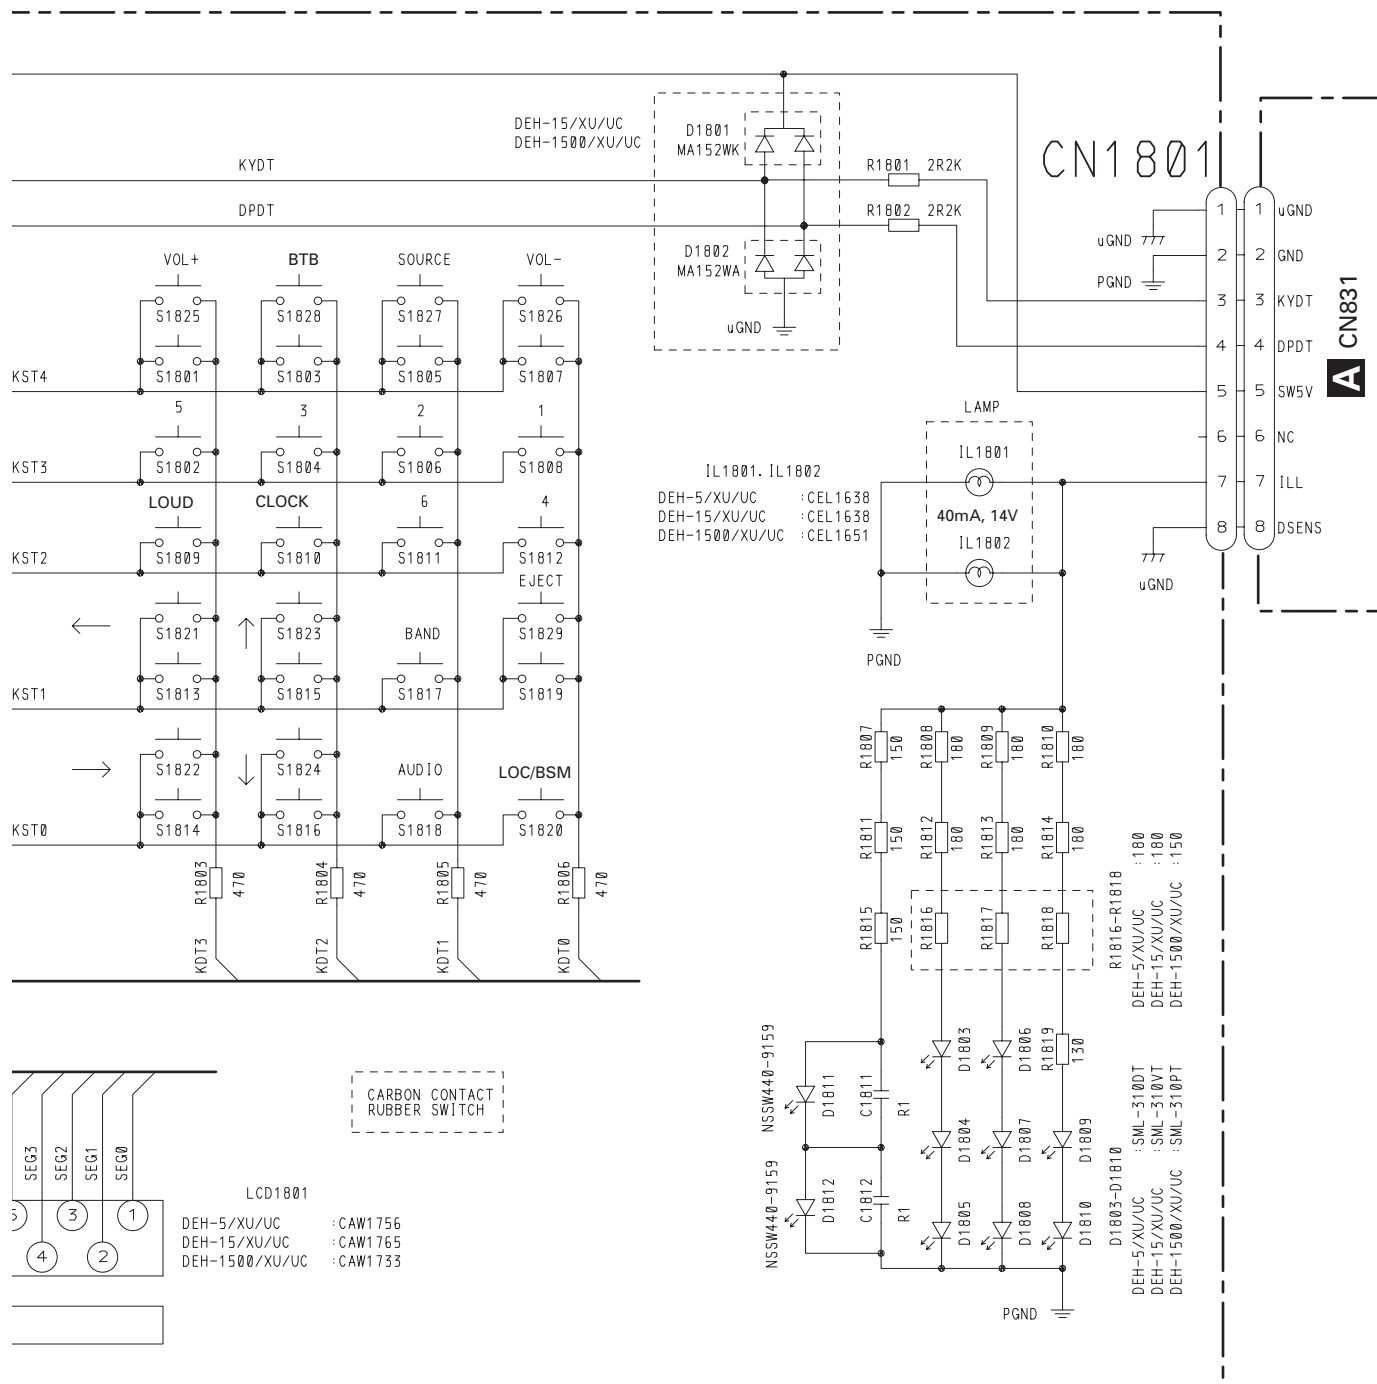 DEH-15/XU/UC
DEH-1500/XU/UC
D1801
MA152WK
KYDT
DPDT
R1801 2R2K
R1802 2R2K
D1802
MA152WA
uGND
CN1801
1 1 uGND
2 2 GND
3 3 KYDT
4 4 DPDT
5 5 SW5V
6 6 NC
7 7 ILL
8 8 DSENS
uGND
PGND
uGND
A CN831
VOL+ BTB SOURCE VOL-
S1825 S1828 S1827 S1826
S1801 S1803 S1805 S1807
KST4
5 3 2 1
S1802 S1804 S1806 S1808
KST3
LOUD CLOCK 6 4
S1809 S1810 S1811 S1812
KST2
EJECT
S1821 S1823 BAND S1829
S1813 S1815 S1817 S1819
KST1
S1822 S1824 AUDIO LOC/BSM
S1814 S1816 S1818 S1820
KST0
R1803 470
R1804 470
R1805 470
R1806 470
KDT3
KDT2
KDT1
KDT0
LAMP
IL1801
40mA, 14V
IL1802
IL1801. IL1802
DEH-5/XU/UC :CEL1638
DEH-15/XU/UC :CEL1638
DEH-1500/XU/UC :CEL1651
PGND
R1807 150
R1808 180
R1809 180
R1810 180
R1811 150
R1812 180
R1813 180
R1814 180
R1815 150
R1816
R1817
R1818
R1816-R1818
DEH-5/XU/UC :180
DEH-15/XU/UC :180
DEH-1500/XU/UC :150
R1819 130
NSSW440-9159
D1811
C1811
R1
NSSW440-9159
D1812
C1812
R1
D1803
D1806
D1804
D1807
D1809
D1805
D1808
D1810
D1803-D1810
DEH-5/XU/UC :SML-310DT
DEH-15/XU/UC :SML-310VT
DEH-1500/XU/UC :SML-310PT
PGND
CARBON CONTACT
RUBBER SWITCH
SEG3
SEG2
SEG1
SEG0
5 3 1
4 2
LCD1801
DEH-5/XU/UC :CAW1756
DEH-15/XU/UC :CAW1765
DEH-1500/XU/UC :CAW1733